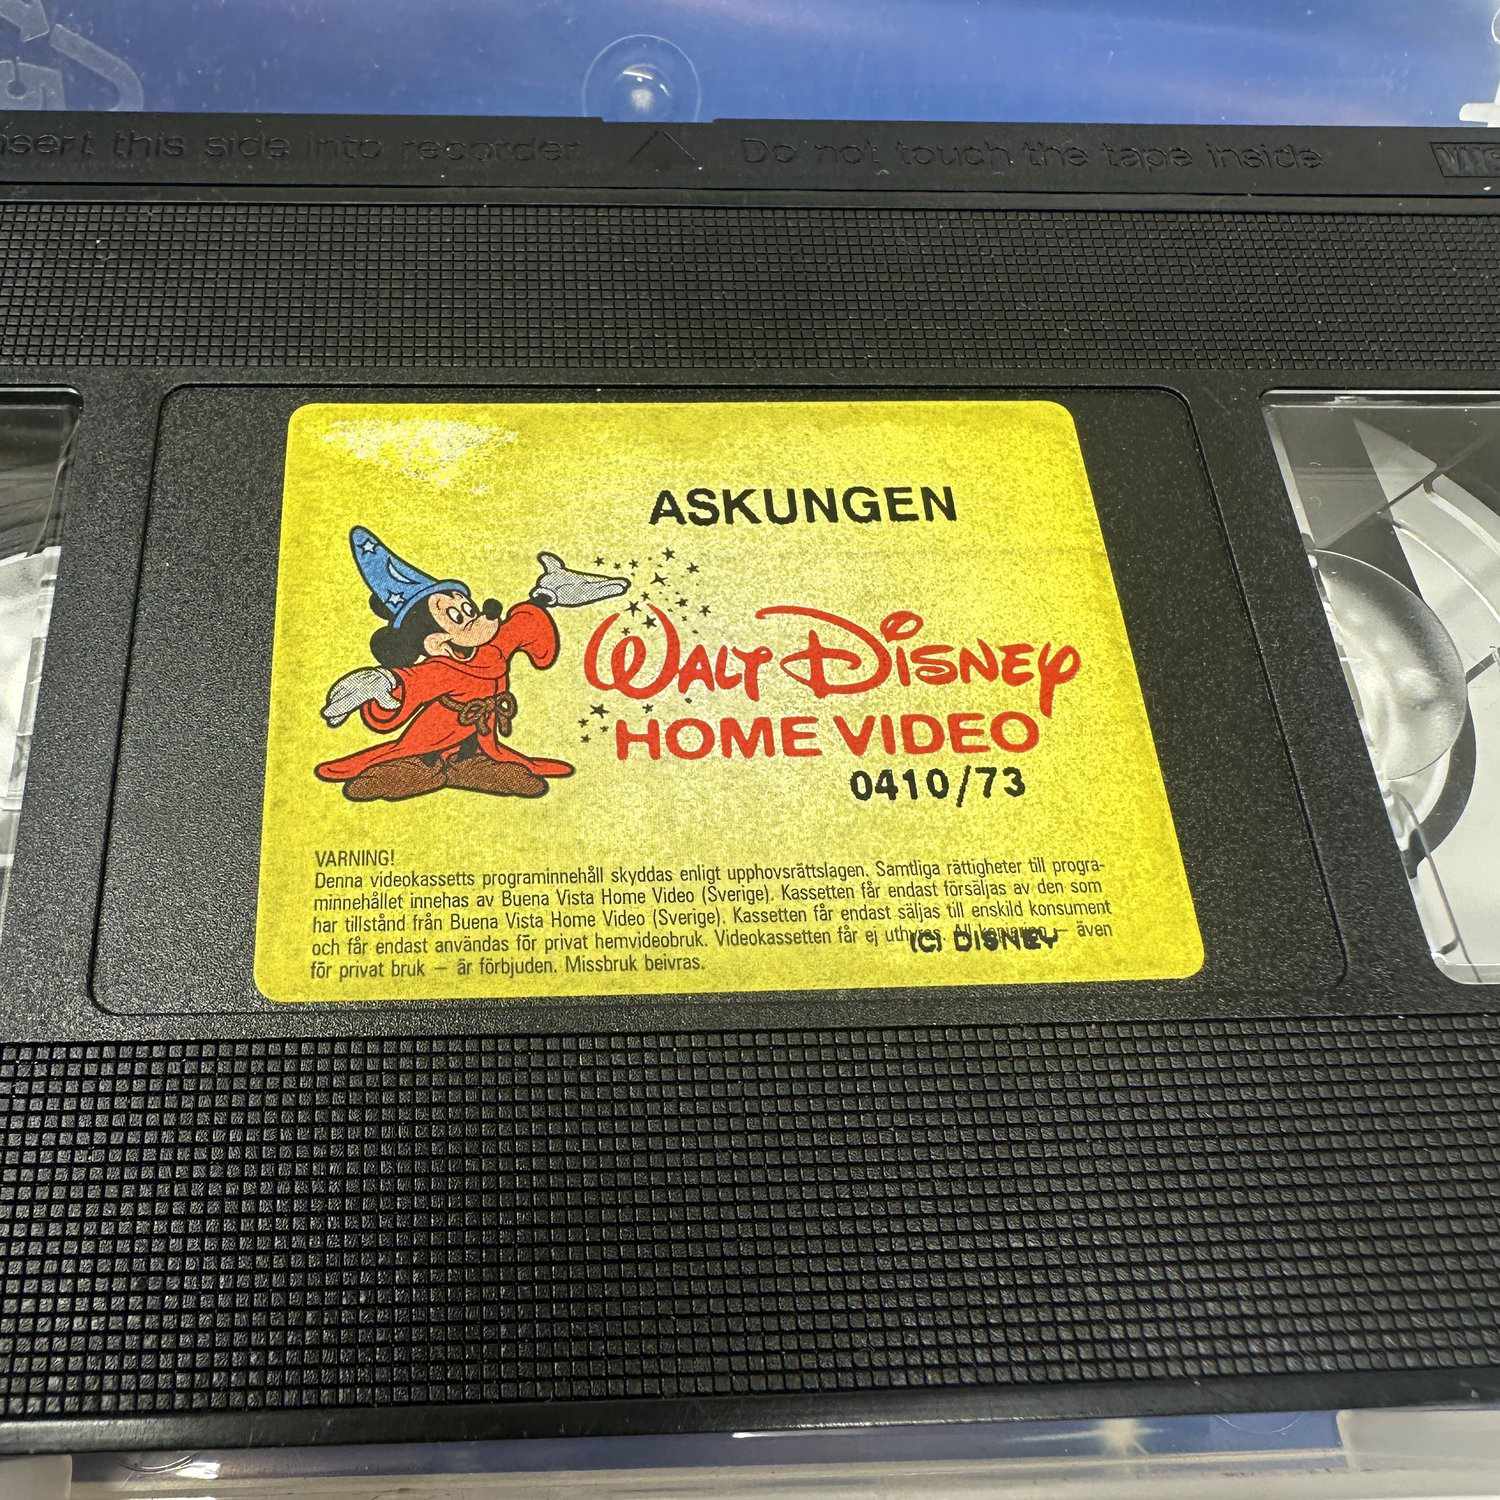 insert this side into recorder
Do not touch the tape inside
VHS
ASKUNGEN
WALT DISNEY
HOME VIDEO
0410/73
VARNING!
Denna videokassetts programinnehåll skyddas enligt upphovsrättslagen. Samtliga rättigheter till progra-
minnehållet innehas av Buena Vista Home Video (Sverige). Kassetten får endast försäljas av den som
har tillstånd från Buena Vista Home Video (Sverige). Kassetten får endast säljas till enskild konsument
och får endast användas för privat hemvideobruk. Videokassetten får ej uthyras. All kopiering — även
för privat bruk — är förbjuden. Missbruk beivras.
(C) DISNEY